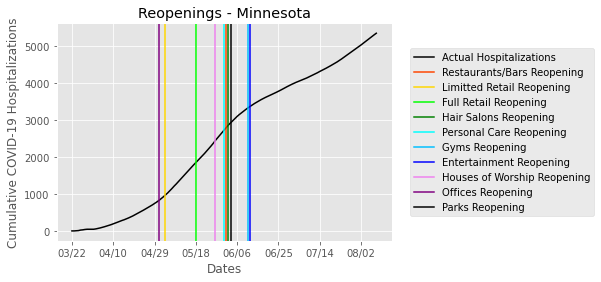 Reopenings - Minnesota
Cumulative COVID-19 Hospitalizations
5000
4000
3000
2000
1000
0
03/22 04/10 04/29 05/18 06/06 06/25 07/14 08/02
Dates
Actual Hospitalizations
Restaurants/Bars Reopening
Limitted Retail Reopening
Full Retail Reopening
Hair Salons Reopening
Personal Care Reopening
Gyms Reopening
Entertainment Reopening
Houses of Worship Reopening
Offices Reopening
Parks Reopening